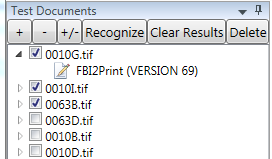 Test Documents
+ - +/- Recognize Clear Results Delete
0010G.tif
FBI2Print (VERSION 69)
0010I.tif
0063B.tif
0063D.tif
0010B.tif
0010D.tif